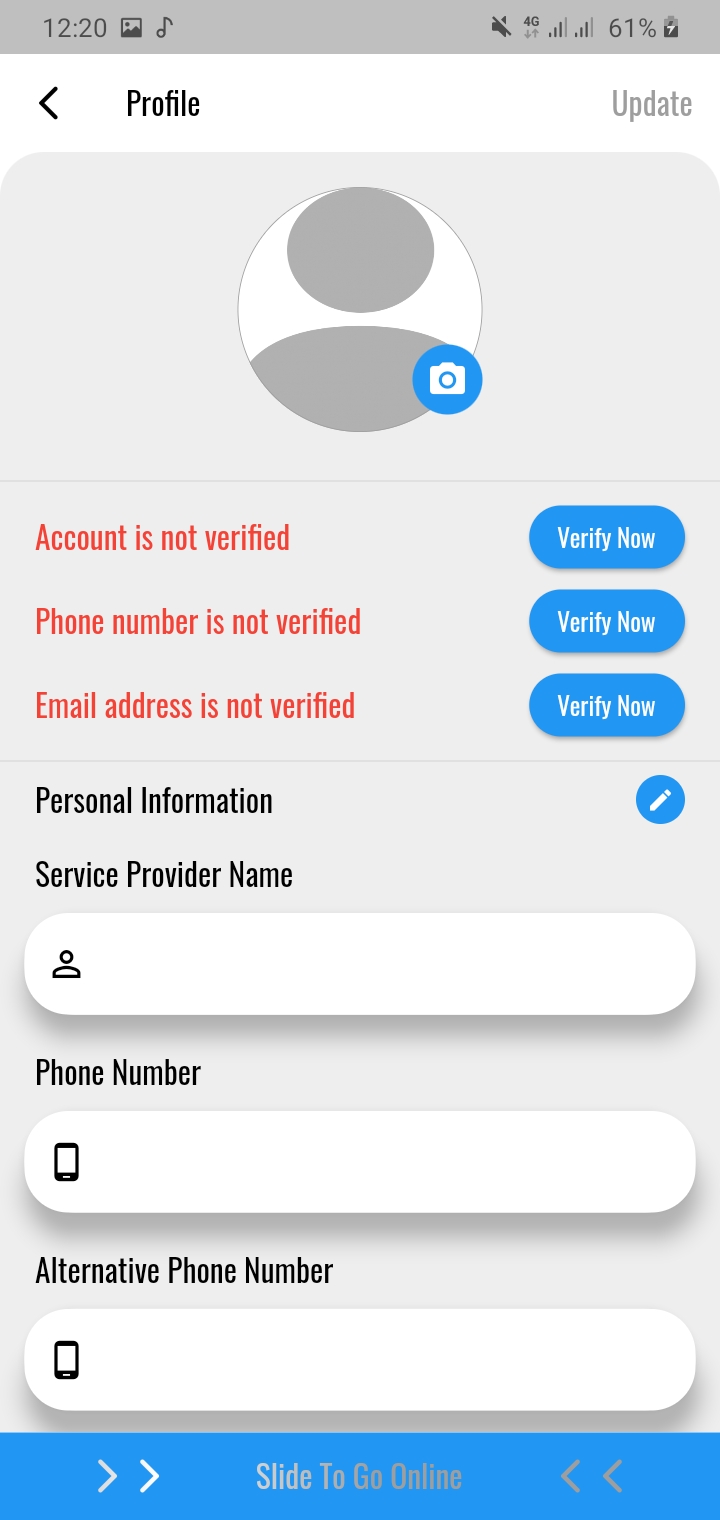 12:20 4G 61%
Profile Update
Account is not verified Verify Now
Phone number is not verified Verify Now
Email address is not verified Verify Now
Personal Information
Service Provider Name
Phone Number
Alternative Phone Number
Slide To Go Online